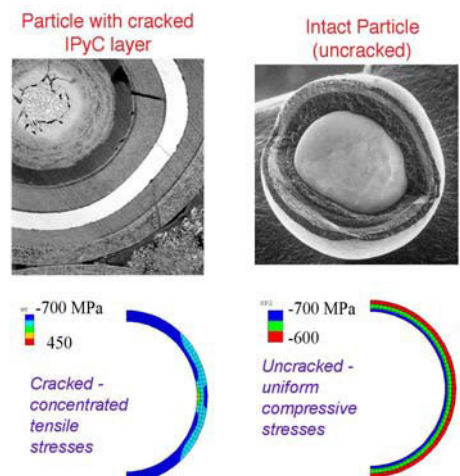 Particle with cracked
IPyC layer
Intact Particle
(uncracked)
-700 MPa
450
Cracked -
concentrated
tensile
stresses
-700 MPa
-600
Uncracked -
uniform
compressive
stresses